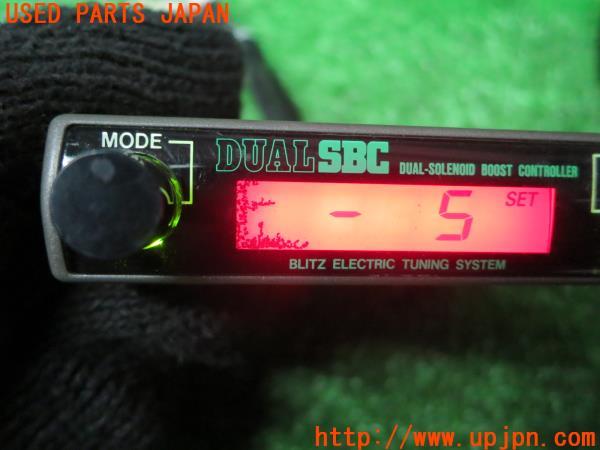 USED PARTS JAPAN
MODE
DUAL SBC DUAL-SOLENOID BOOST CONTROLLER
- 5 SET
BLITZ ELECTRIC TUNING SYSTEM
http://www.upjpn.com